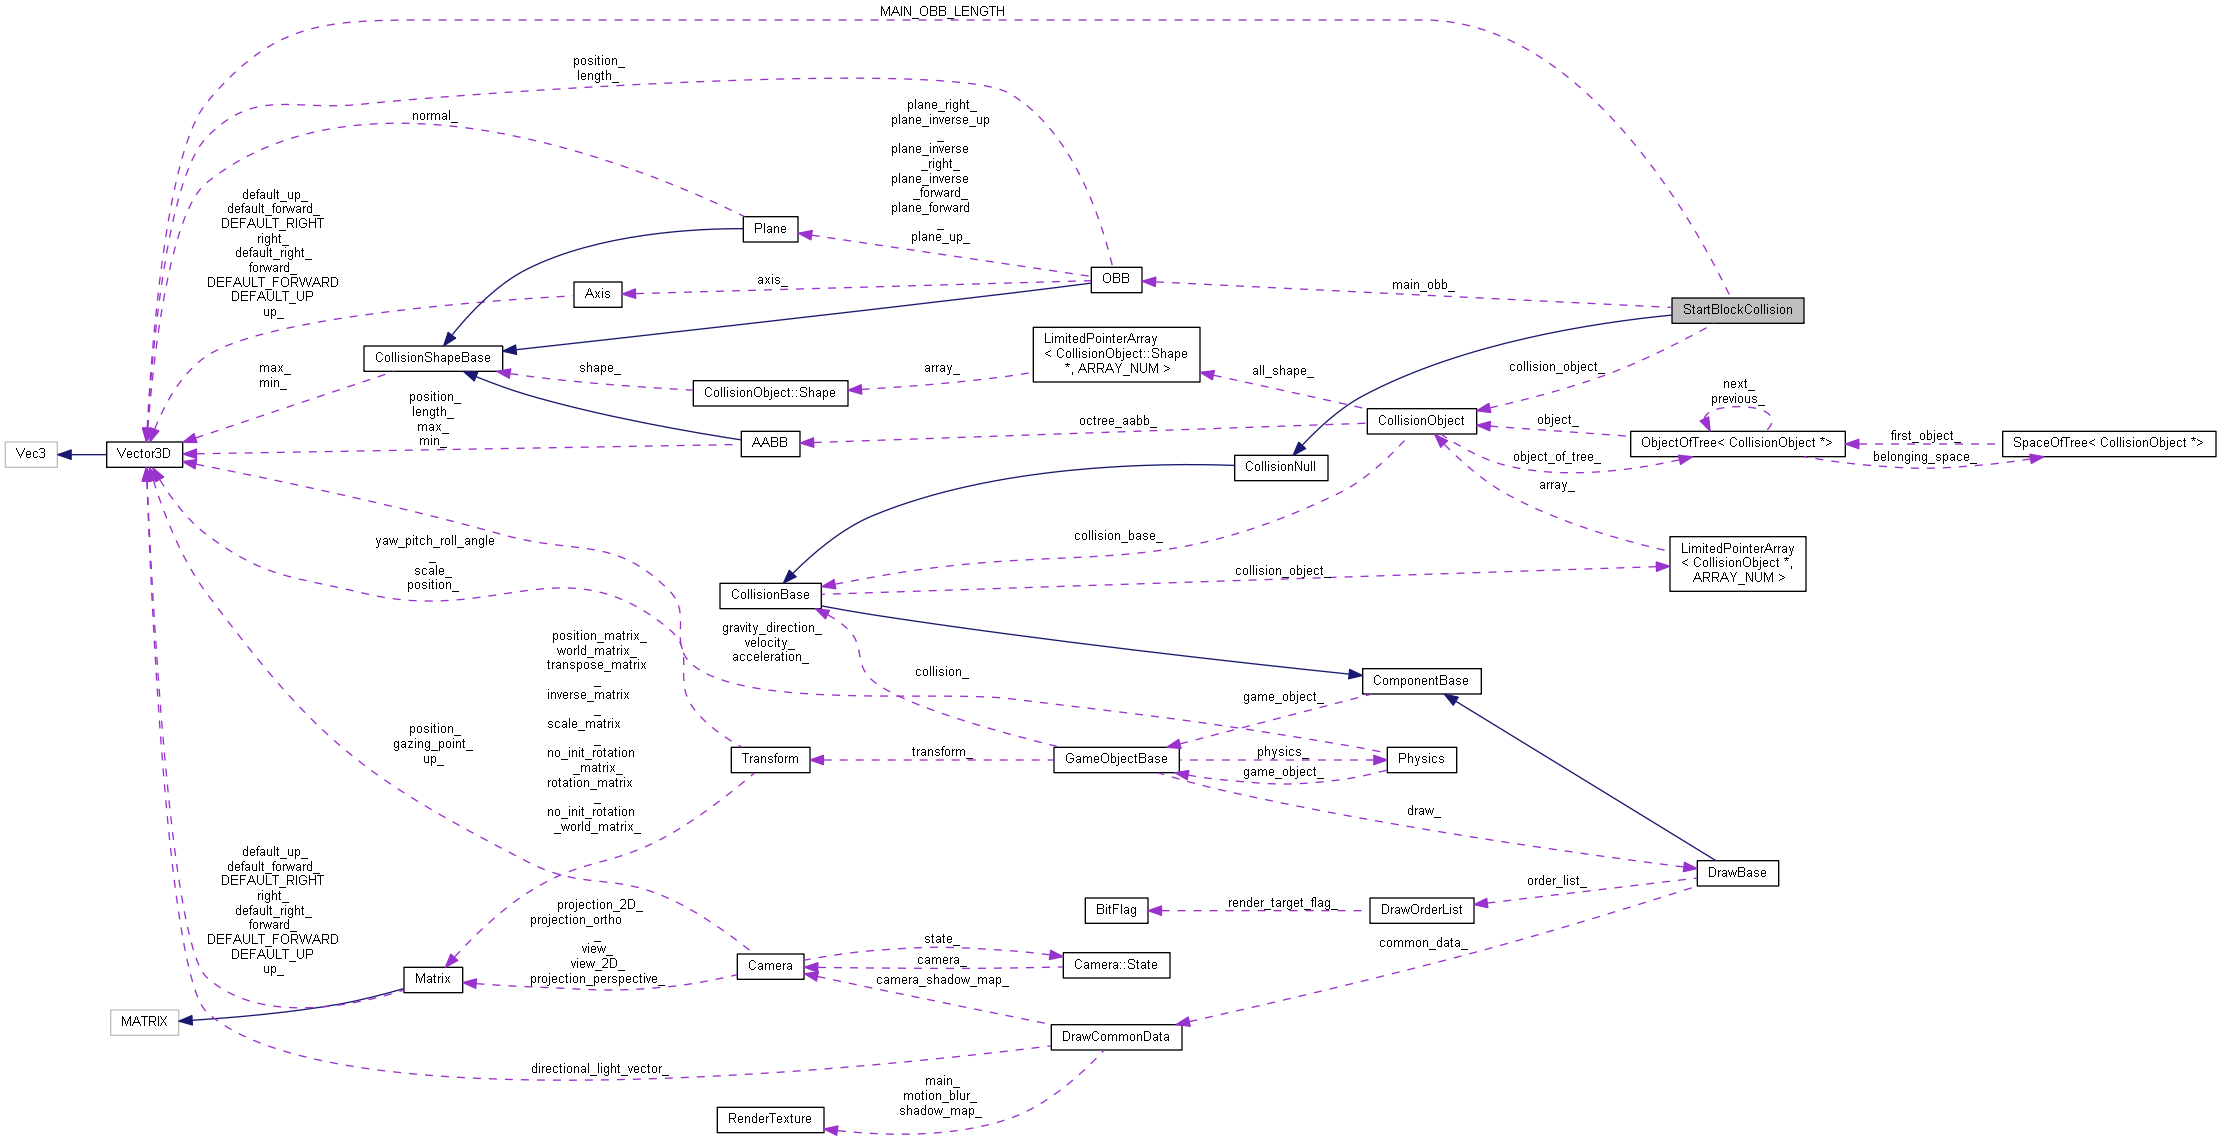 MAIN_OBB_LENGTH
position_
length_
normal_
plane_right_
plane_inverse_up
_
plane_inverse
_right_
plane_inverse
_forward_
plane_forward
_
plane_up_
default_up_
default_forward_
DEFAULT_RIGHT
right_
default_right_
forward_
DEFAULT_FORWARD
DEFAULT_UP
up_
Plane
OBB
axis_
Axis
main_obb_
StartBlockCollision
CollisionShapeBase
max_
min_
shape_
LimitedPointerArray
< CollisionObject::Shape
*, ARRAY_NUM >
array_
all_shape_
collision_object_
CollisionObject::Shape
next_
previous_
position_
length_
max_
min_
AABB
octree_aabb_
CollisionObject
object_
ObjectOfTree< CollisionObject *>
first_object_
belonging_space_
SpaceOfTree< CollisionObject *>
Vec3
Vector3D
CollisionNull
object_of_tree_
array_
yaw_pitch_roll_angle
_
scale_
position_
collision_base_
LimitedPointerArray
< CollisionObject *,
ARRAY_NUM >
collision_object_
CollisionBase
gravity_direction_
velocity_
acceleration_
position_matrix_
world_matrix_
transpose_matrix
_
inverse_matrix
_
scale_matrix
_
no_init_rotation
_matrix_
rotation_matrix
_
no_init_rotation
_world_matrix_
collision_
ComponentBase
game_object_
position_
gazing_point_
up_
Transform
transform_
GameObjectBase
physics_
game_object_
Physics
draw_
DrawBase
order_list_
BitFlag
render_target_flag_
DrawOrderList
common_data_
default_up_
default_forward_
DEFAULT_RIGHT
right_
default_right_
forward_
DEFAULT_FORWARD
DEFAULT_UP
up_
projection_2D_
projection_ortho
_
view_
view_2D_
projection_perspective_
Matrix
Camera
state_
camera_
camera_shadow_map_
Camera::State
MATRIX
DrawCommonData
directional_light_vector_
main_
motion_blur_
shadow_map_
RenderTexture